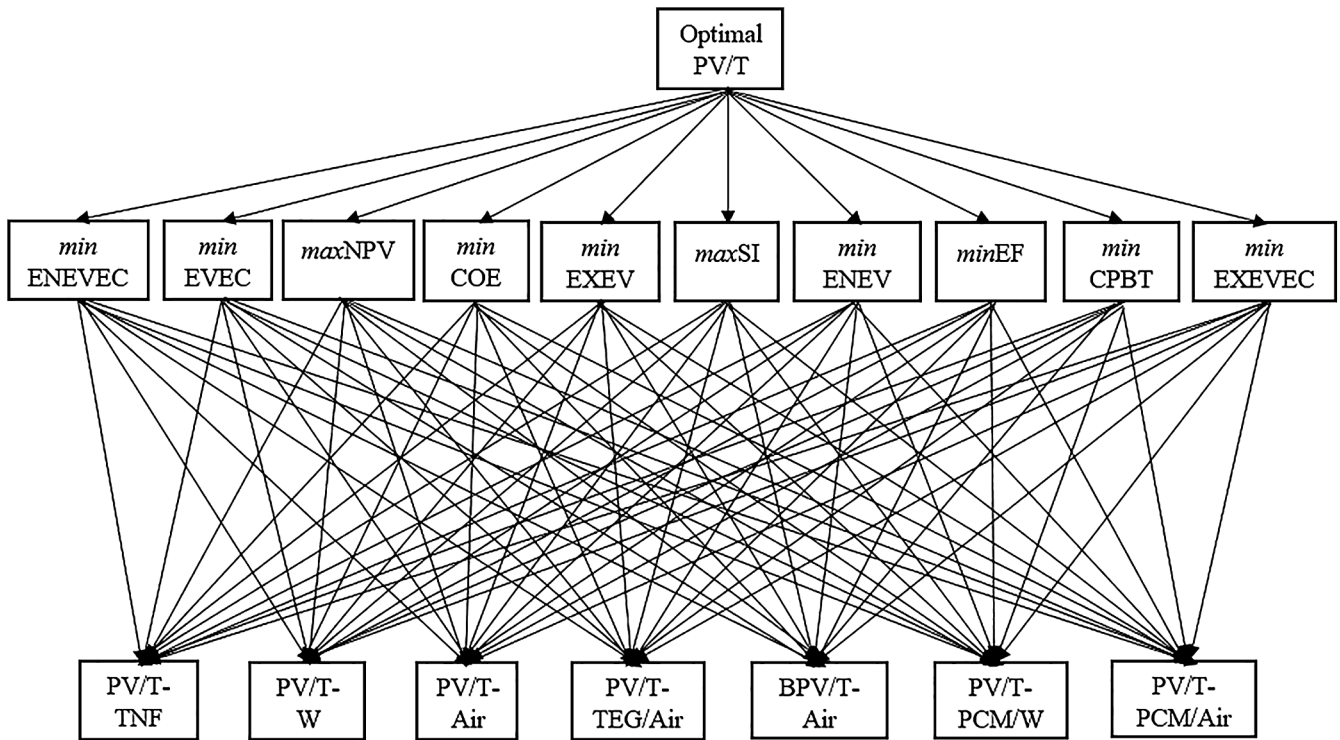 Optimal
PV/T
min
ENEVEC
min
EVEC
maxNPV
min
COE
min
EXEV
maxSI
min
ENEV
minEF
min
CPBT
min
EXEVEC
PV/T-
TNF
PV/T-
W
PV/T-
Air
PV/T-
TEG/Air
BPV/T-
Air
PV/T-
PCM/W
PV/T-
PCM/Air